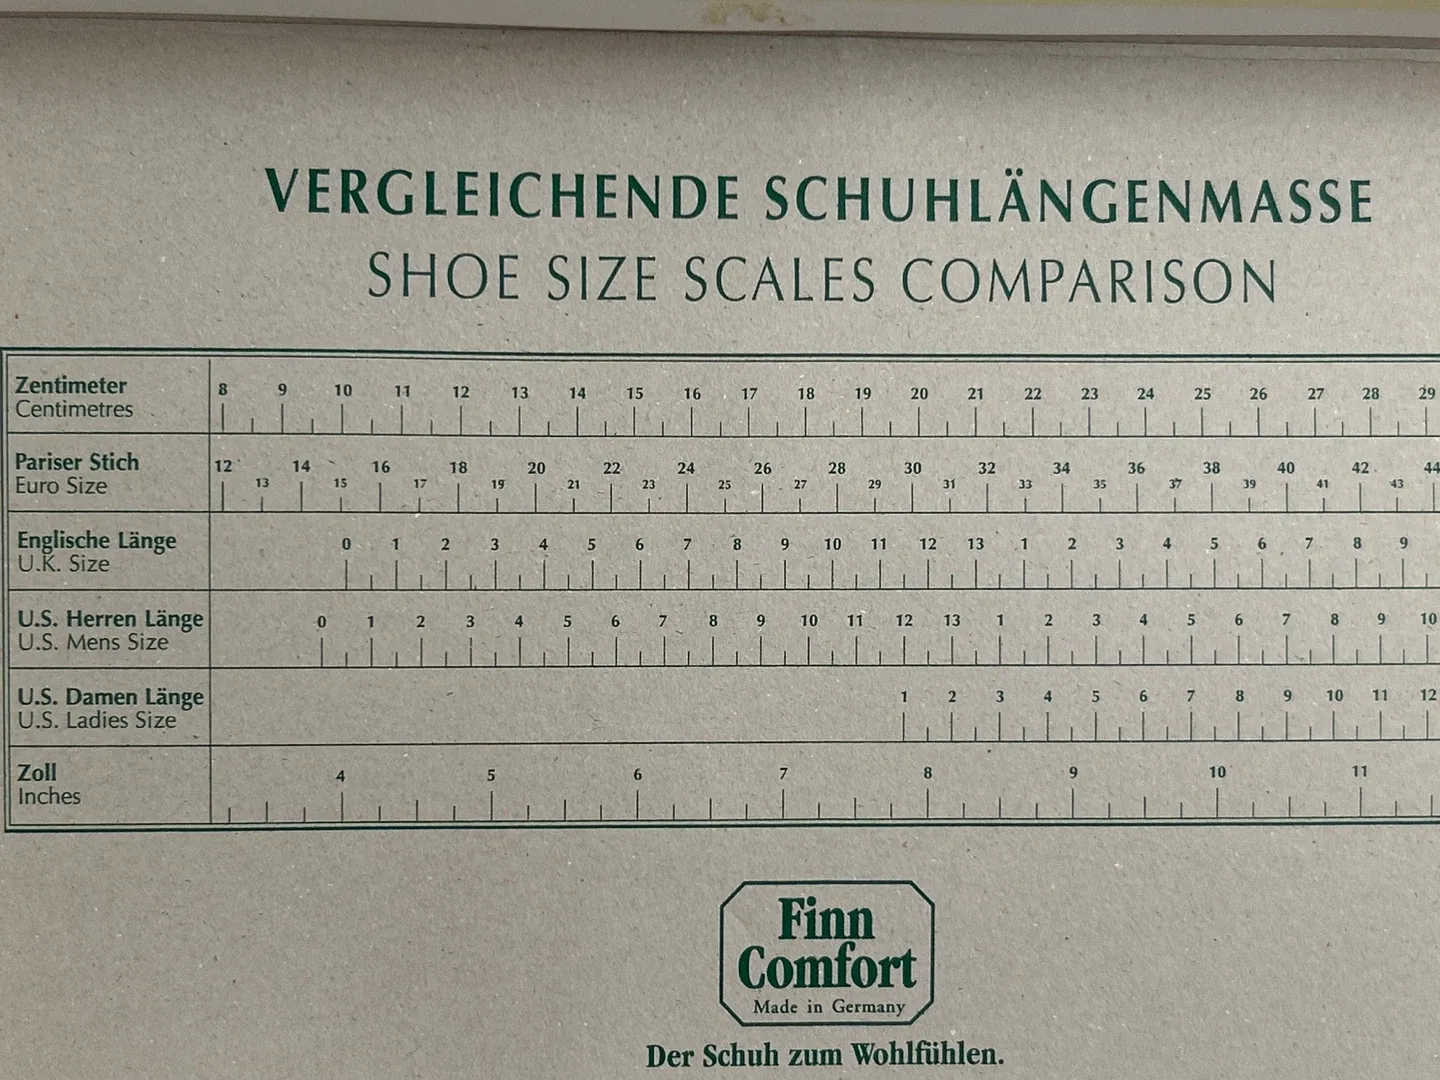 VERGLEICHENDE SCHUHLÄNGENMASSE
SHOE SIZE SCALES COMPARISON
Zentimeter 8 9 10 11 12 13 14 15 16 17 18 19 20 21 22 23 24 25 26 27 28 29
Centimetres
Pariser Stich 12 14 16 18 20 22 24 26 28 30 32 34 36 38 40 42 44
Euro Size 13 15 17 19 21 23 25 27 29 31 33 35 37 39 41 43
Englische Länge 0 1 2 3 4 5 6 7 8 9 10 11 12 13 1 2 3 4 5 6 7 8 9
U.K. Size
U.S. Herren Länge 0 1 2 3 4 5 6 7 8 9 10 11 12 13 1 2 3 4 5 6 7 8 9 10
U.S. Mens Size
U.S. Damen Länge 1 2 3 4 5 6 7 8 9 10 11 12
U.S. Ladies Size
Zoll 4 5 6 7 8 9 10 11
Inches
Finn
Comfort
Made in Germany
Der Schuh zum Wohlfühlen.